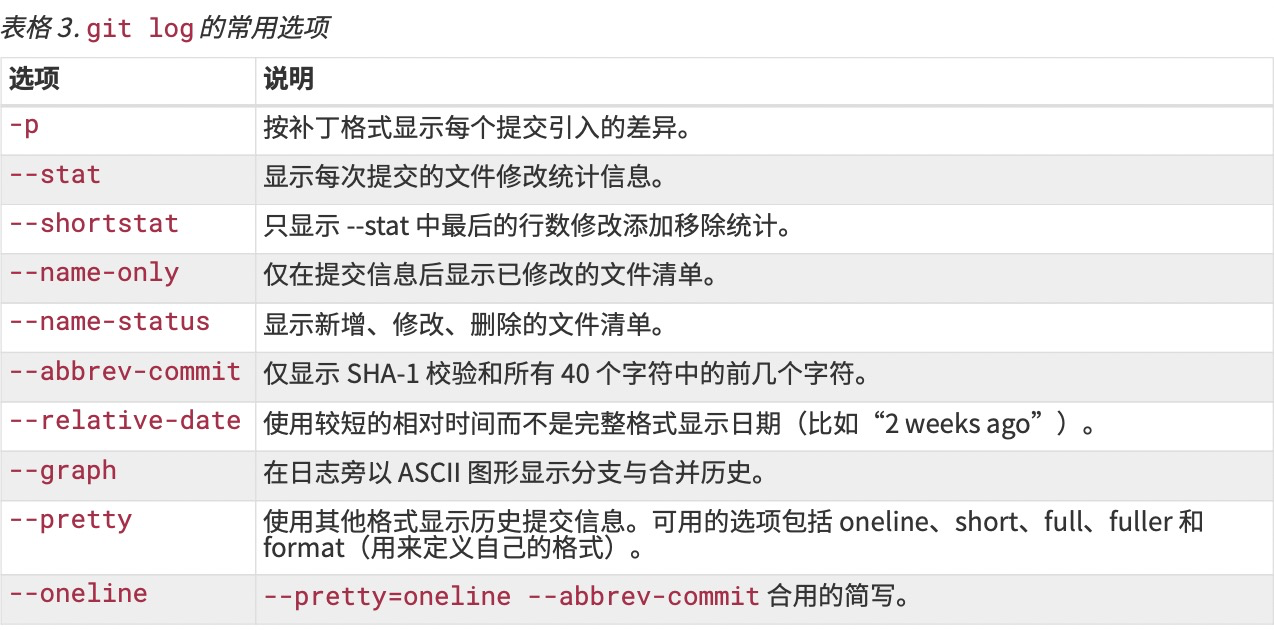 表格 3. git log 的常用选项
选项 说明
-p 按补丁格式显示每个提交引入的差异。
--stat 显示每次提交的文件修改统计信息。
--shortstat 只显示 --stat 中最后的行数修改添加移除统计。
--name-only 仅在提交信息后显示已修改的文件清单。
--name-status 显示新增、修改、删除的文件清单。
--abbrev-commit 仅显示 SHA-1 校验和所有 40 个字符中的前几个字符。
--relative-date 使用较短的相对时间而不是完整格式显示日期（比如“2 weeks ago”）。
--graph 在日志旁以 ASCII 图形显示分支与合并历史。
--pretty 使用其他格式显示历史提交信息。可用的选项包括 oneline、short、full、fuller 和
format（用来定义自己的格式）。
--oneline --pretty=oneline --abbrev-commit 合用的简写。